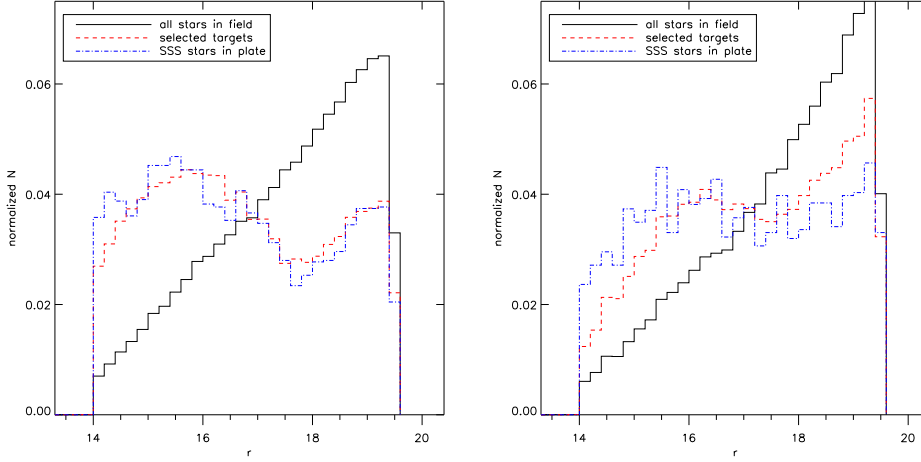 all stars in field
selected targets
SSS stars in plate
0.06
0.04
0.02
0.00
normalized N
14
16
18
20
r
all stars in field
selected targets
SSS stars in plate
0.06
0.04
0.02
0.00
normalized N
14
16
18
20
r